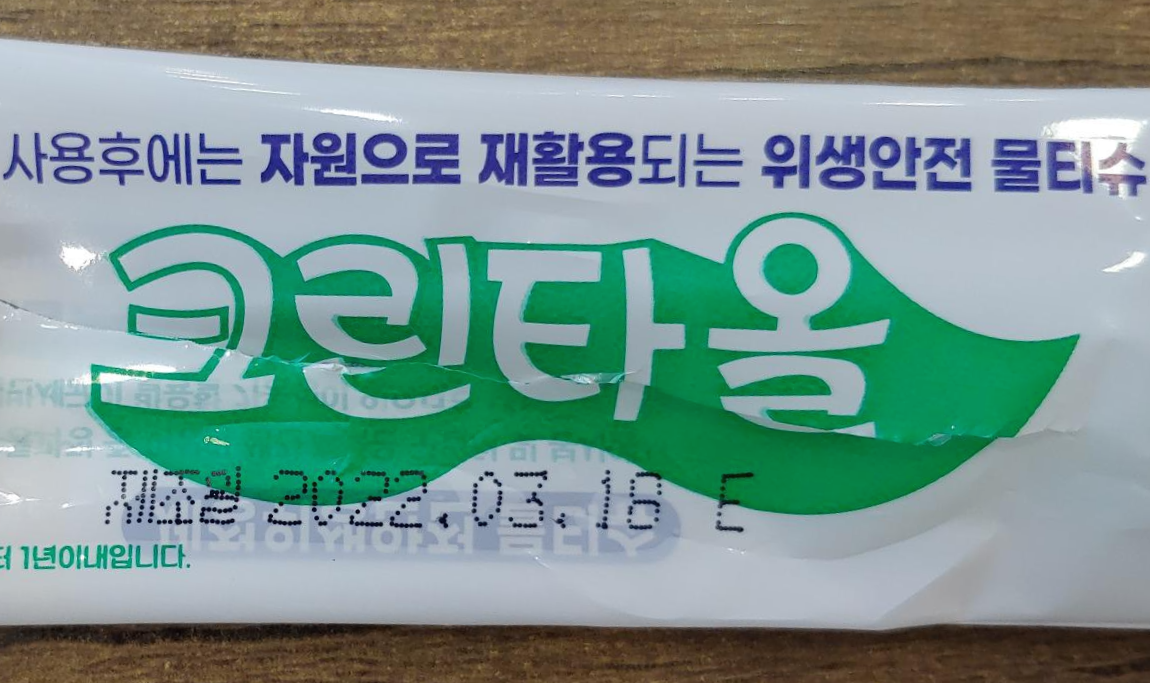 사용후에는 자원으로 재활용되는 위생안전 물티슈
크린타올
제조일 2022.03.18 E
터 1년이내입니다.